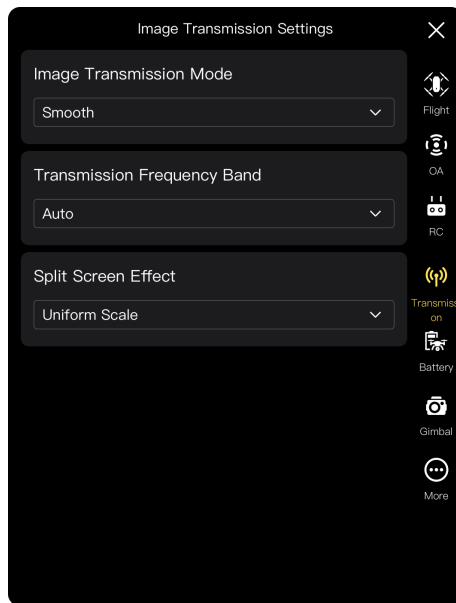 Image Transmission Settings
Image Transmission Mode
Smooth
Transmission Frequency Band
Auto
Split Screen Effect
Uniform Scale
Flight
OA
RC
Transmiss
on
Battery
Gimbal
More